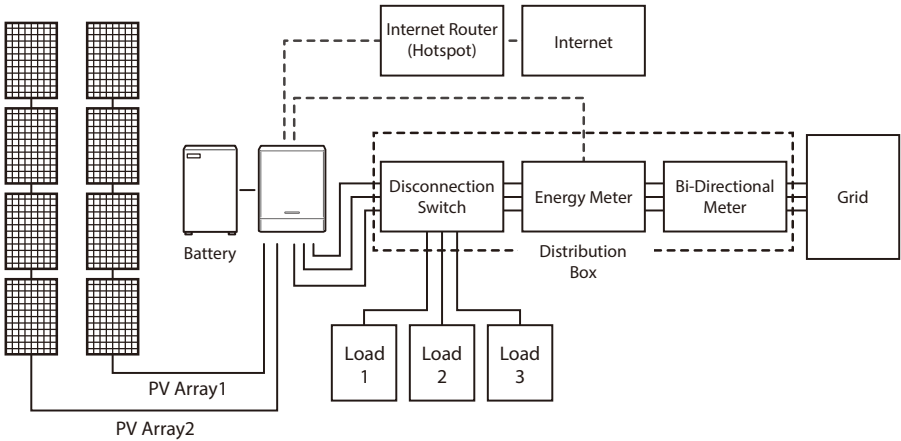 Internet Router
(Hotspot)
Internet
Disconnection
Switch
Energy Meter
Bi-Directional
Meter
Grid
Battery
Distribution
Box
Load
1
Load
2
Load
3
PV Array1
PV Array2